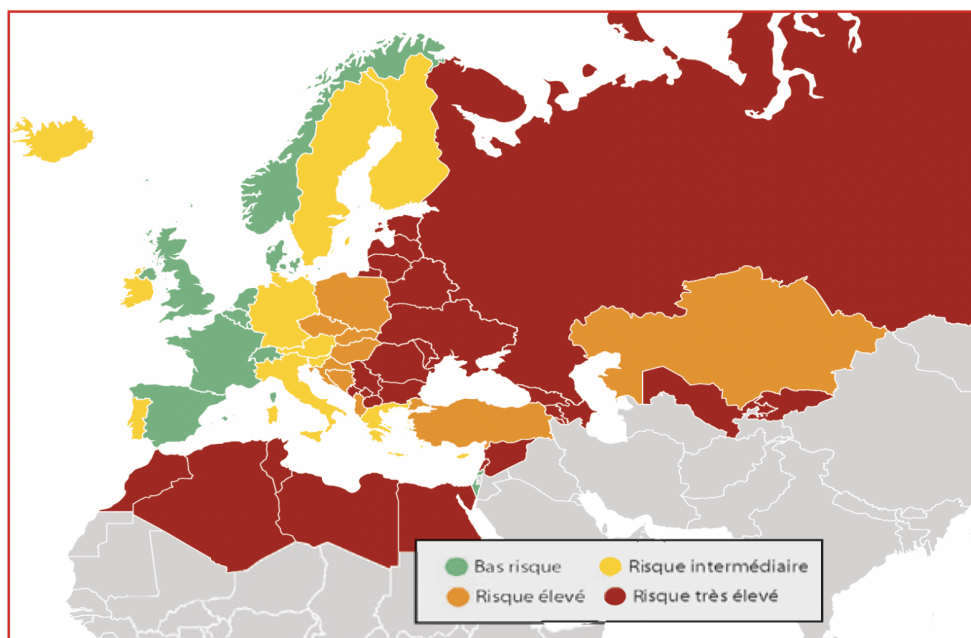 Bas risque
Risque intermédiaire
Risque élevé
Risque très élevé